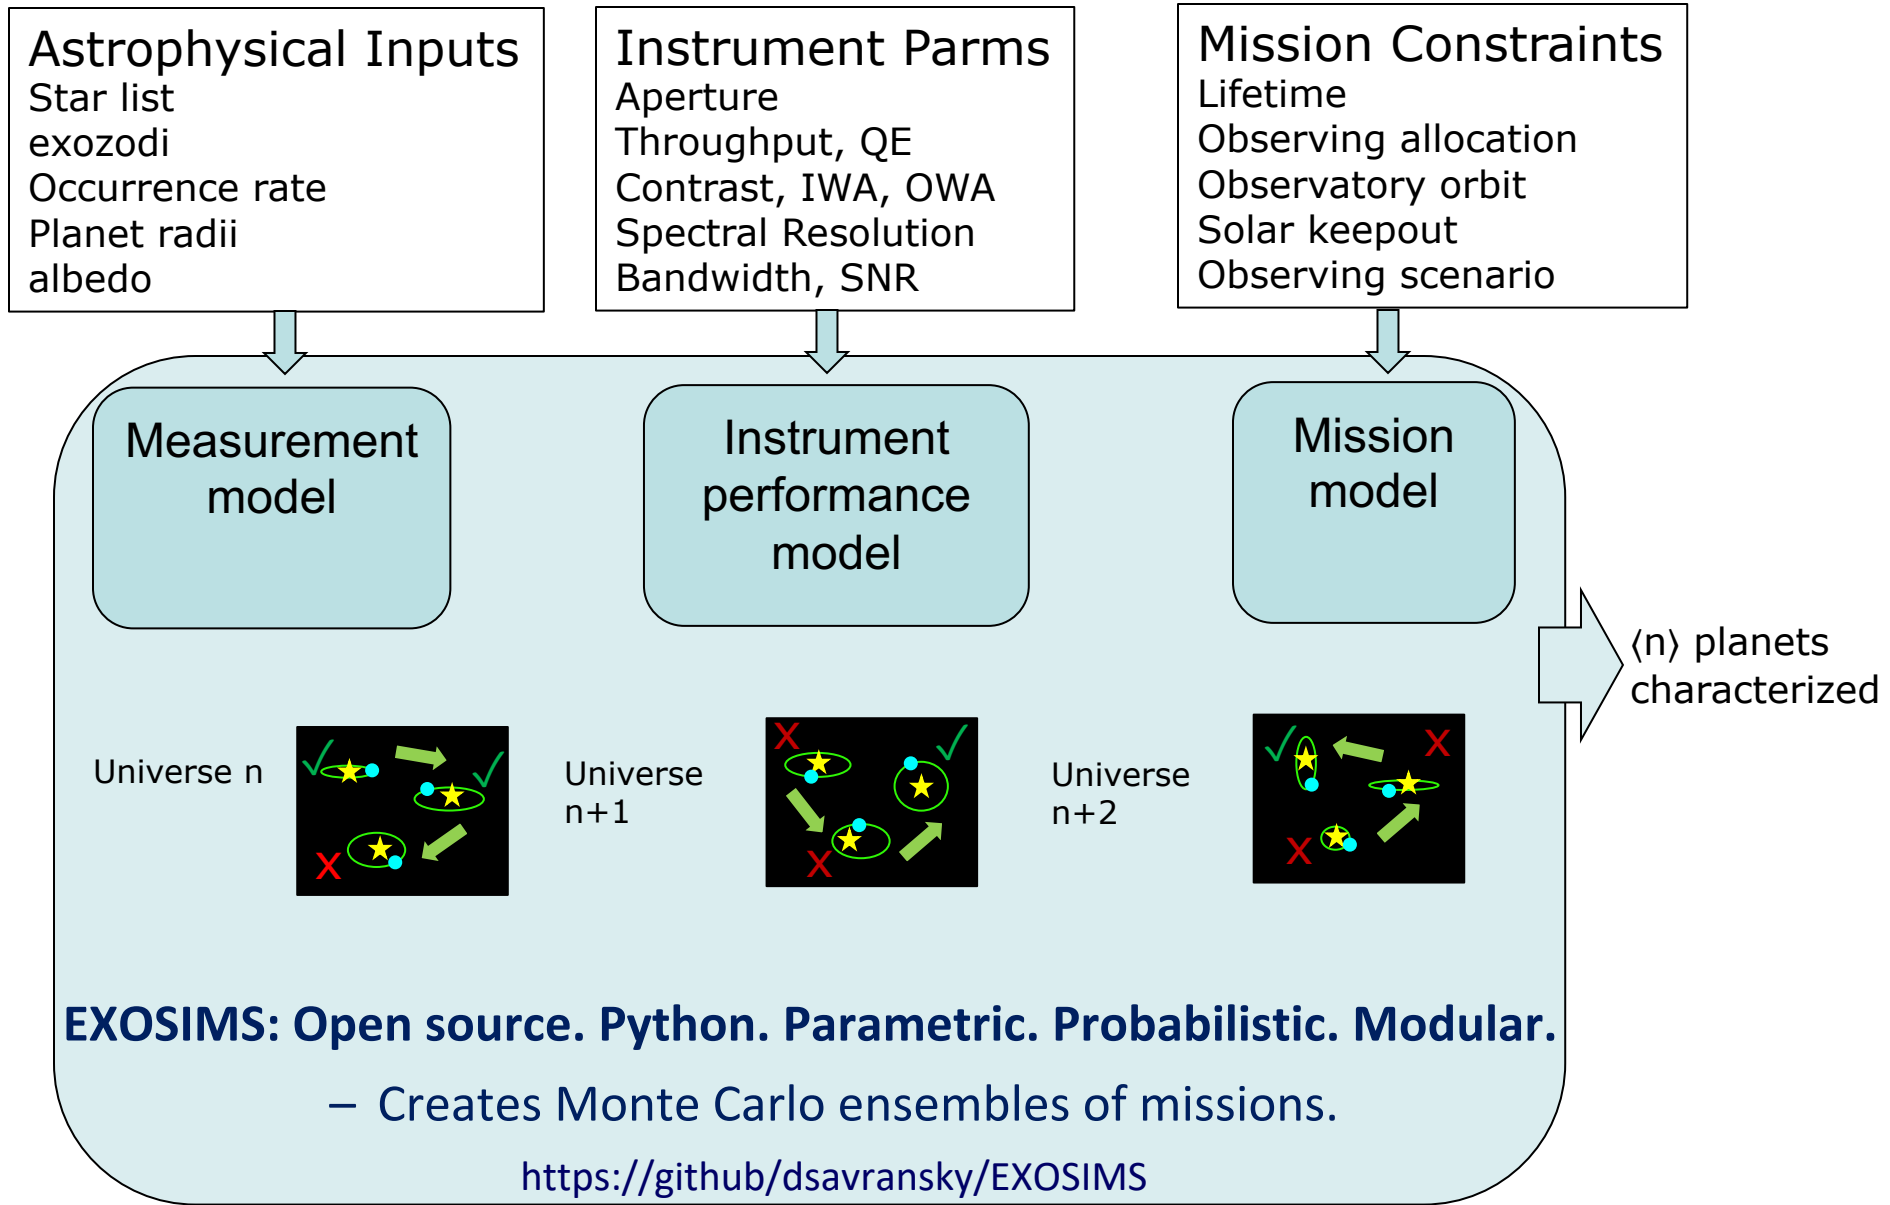 Astrophysical Inputs
Star list
exozodi
Occurrence rate
Planet radii
albedo
Instrument Parms
Aperture
Throughput, QE
Contrast, IWA, OWA
Spectral Resolution
Bandwidth, SNR
Mission Constraints
Lifetime
Observing allocation
Observatory orbit
Solar keepout
Observing scenario
Measurement
model
Instrument
performance
model
Mission
model
⟨n⟩ planets
characterized
Universe n
✓
✓
X
Universe
n+1
X
✓
X
Universe
n+2
✓
X
X
EXOSIMS: Open source. Python. Parametric. Probabilistic. Modular.
– Creates Monte Carlo ensembles of missions.
https://github/dsavransky/EXOSIMS